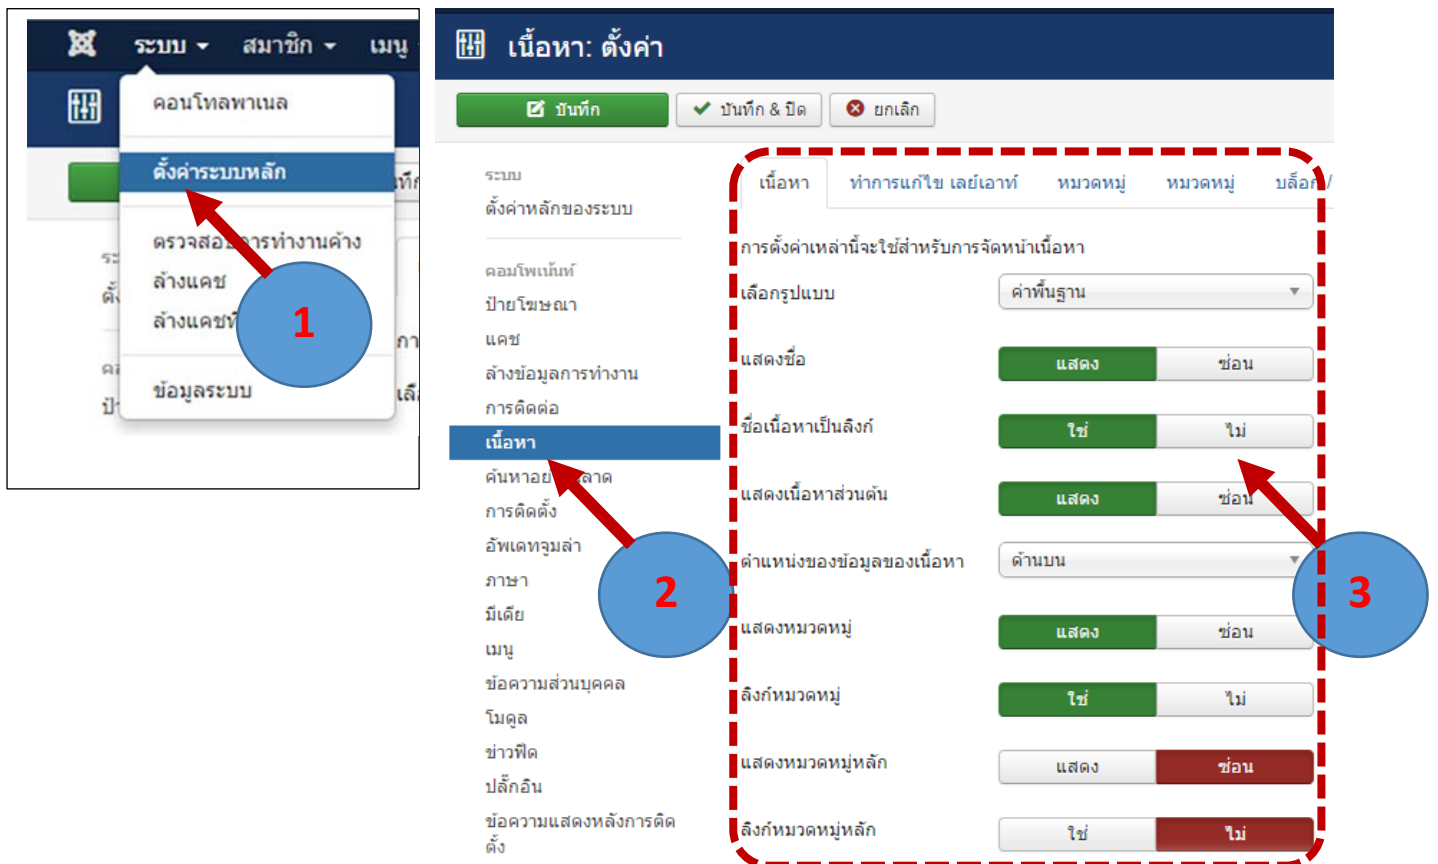 ระบบ สมาชิก เมนู
คอนโทลพาเนล
ตั้งค่าระบบหลัก
ล้างแคช
ข้อมูลระบบ
1
เนื้อหา: ตั้งค่า
บันทึก บันทึก & ปิด ยกเลิก
ระบบ
ตั้งค่าหลักของระบบ
คอมโพเน้นท์
ป้ายโฆษณา
แคช
ล้างข้อมูลการทำงาน
การติดต่อ
เนื้อหา
การติดตั้ง
อัพเดทจูมล่า
ภาษา
มีเดีย
เมนู
ข้อความส่วนบุคคล
โมดูล
ข่าวฟีด
ปลั๊กอิน
ข้อความแสดงหลังการติด
ตั้ง
2
เนื้อหา ทำการแก้ไข เลย์เอาท์ หมวดหมู่ หมวดหมู่ บล็อก /
การตั้งค่าเหล่านี้จะใช้สำหรับการจัดหน้าเนื้อหา
เลือกรูปแบบ ค่าพื้นฐาน
แสดงชื่อ แสดง ซ่อน
ชื่อเนื้อหาเป็นลิงก์ ใช่ ไม่
แสดงเนื้อหาส่วนต้น แสดง ซ่อน
ตำแหน่งของข้อมูลของเนื้อหา ด้านบน
แสดงหมวดหมู่ แสดง ซ่อน
ลิงก์หมวดหมู่ ใช่ ไม่
แสดงหมวดหมู่หลัก แสดง ซ่อน
ลิงก์หมวดหมู่หลัก ใช่ ไม่
3